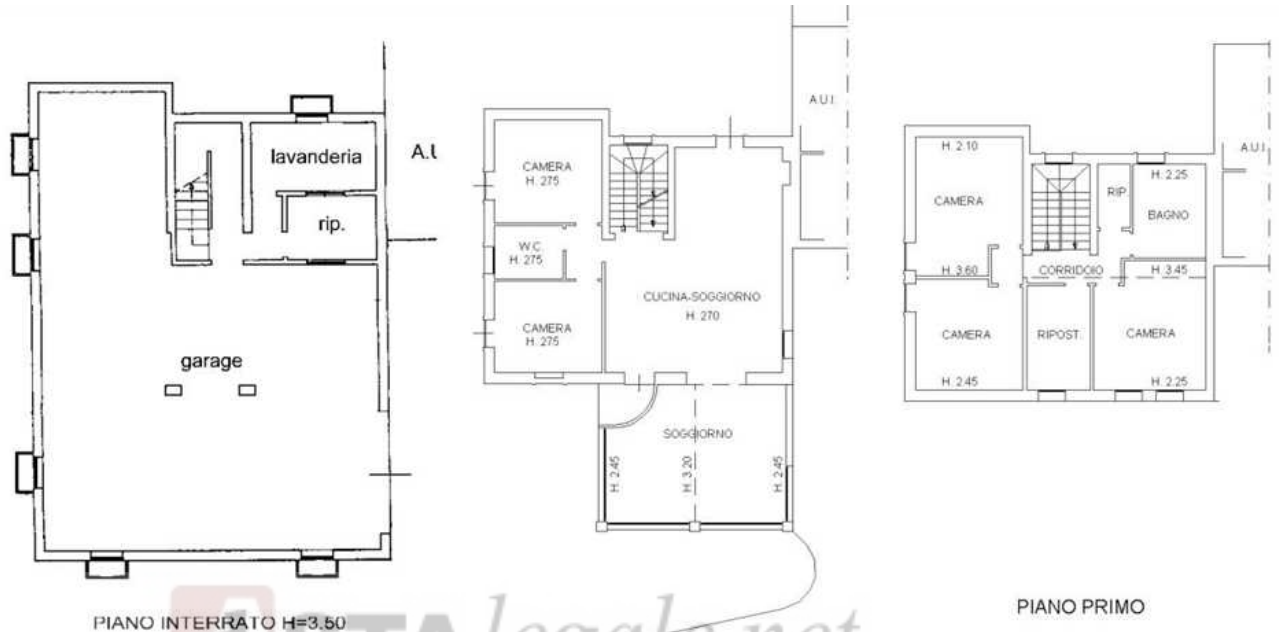 lavanderia
A.U
rip.
garage
PIANO INTERRATO H=3.50
A.U.I.
CAMERA
H. 275
W.C.
H. 275
CUCINA-SOGGIORNO
H. 270
CAMERA
H. 275
SOGGIORNO
H. 2.45
H. 3.20
H. 2.45
H. 2.10
A.U.I.
H. 2.25
RIP.
CAMERA
BAGNO
H. 3.60
CORRIDOIO
H. 3.45
CAMERA
RIPOST.
CAMERA
H. 2.45
H. 2.25
PIANO PRIMO
ASTAlegale.net